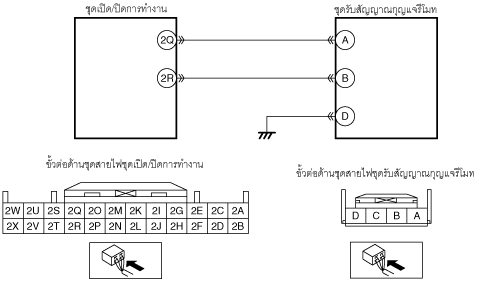 ชุดเปิด/ปิดการทำงาน
ชุดรับสัญญาณกุญแจรีโมท
2Q A
2R B
D
ขั้วต่อด้านชุดสายไฟชุดเปิด/ปิดการทำงาน
ขั้วต่อด้านชุดสายไฟชุดรับสัญญาณกุญแจรีโมท
2W 2U 2S 2Q 2O 2M 2K 2I 2G 2E 2C 2A
2X 2V 2T 2R 2P 2N 2L 2J 2H 2F 2D 2B
D C B A